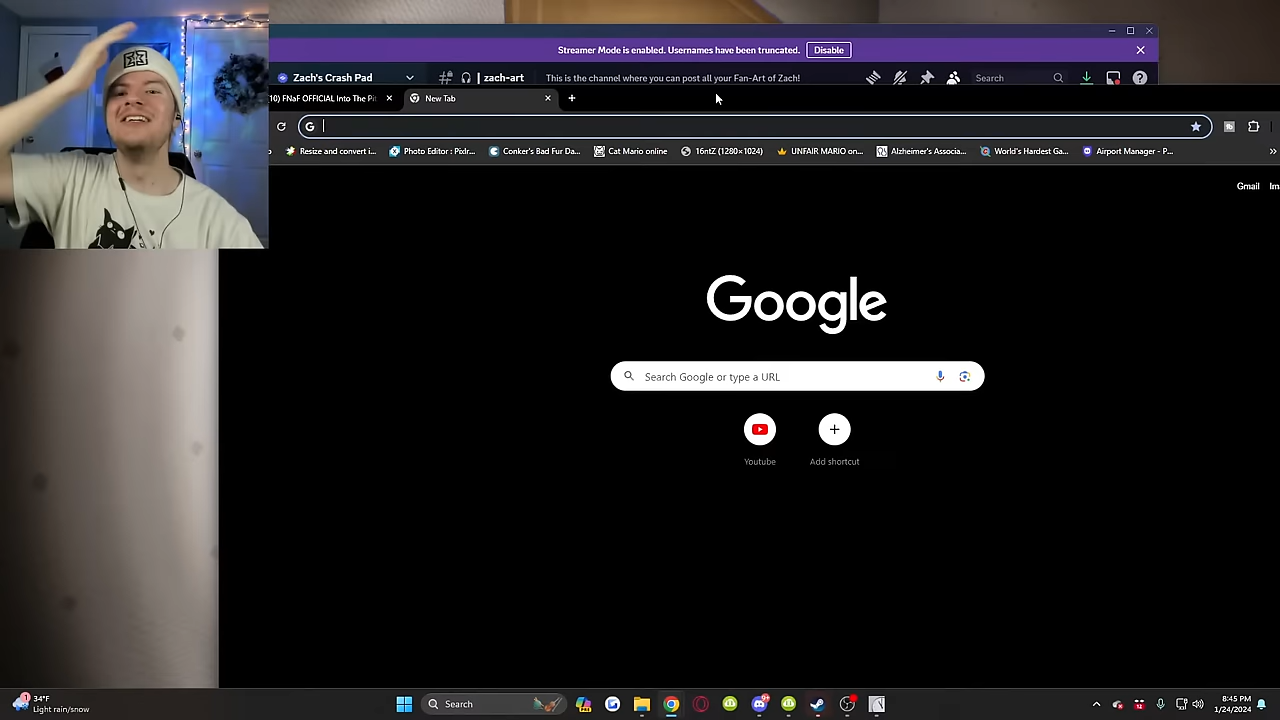 Streamer Mode is enabled. Usernames have been truncated. Disable
Zach's Crash Pad
zach-art
This is the channel where you can post all your Fan-Art of Zach!
Search
10) FNaF OFFICIAL Into The Pi
New Tab
Resize and convert i...
Photo Editor : Pixlr...
Conker's Bad Fur Da...
Cat Mario online
16ntZ (1280×1024)
UNFAIR MARIO on...
Alzheimer's Associa...
World's Hardest Ga...
Airport Manager - P...
Gmail
Google
Search Google or type a URL
Youtube
Add shortcut
34°F
Light rain/snow
Search
8:45 PM
1/24/2024